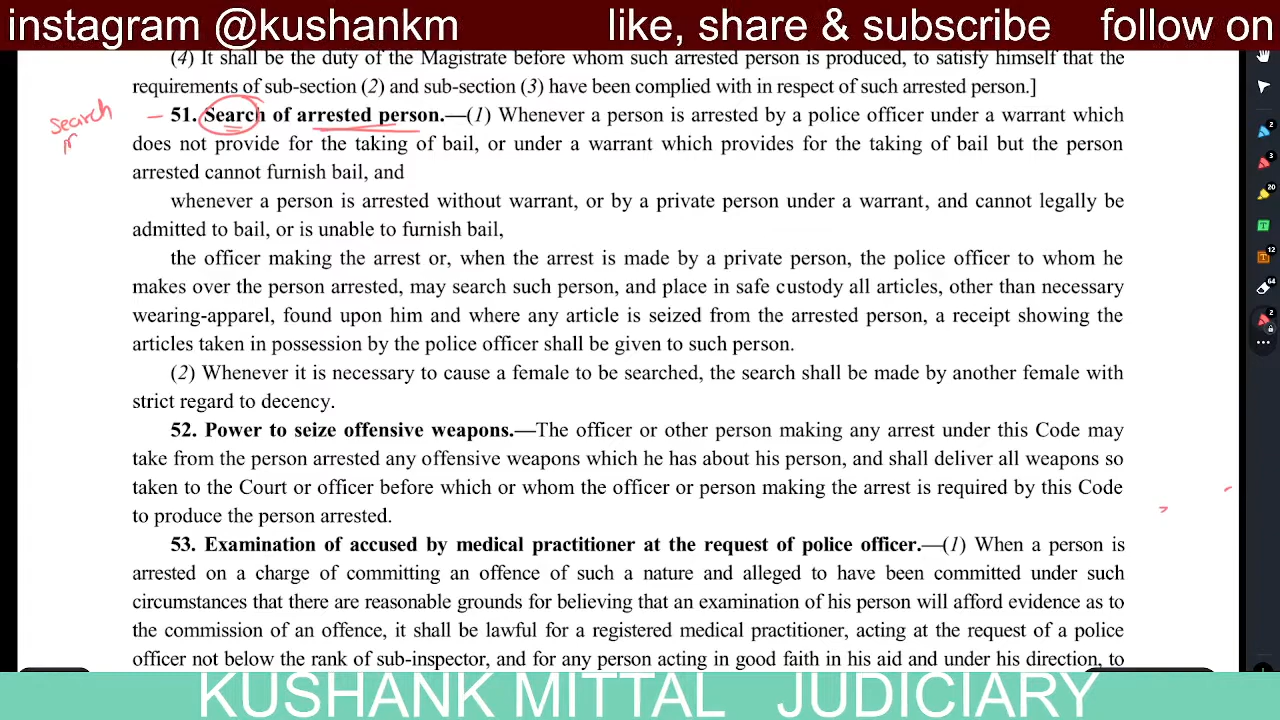 instagram @kushankm like, share & subscribe follow on
(4) It shall be the duty of the Magistrate before whom such arrested person is produced, to satisfy himself that the
requirements of sub-section (2) and sub-section (3) have been complied with in respect of such arrested person.]
Search
51. Search of arrested person.—(1) Whenever a person is arrested by a police officer under a warrant which
does not provide for the taking of bail, or under a warrant which provides for the taking of bail but the person
arrested cannot furnish bail, and
whenever a person is arrested without warrant, or by a private person under a warrant, and cannot legally be
admitted to bail, or is unable to furnish bail,
the officer making the arrest or, when the arrest is made by a private person, the police officer to whom he
makes over the person arrested, may search such person, and place in safe custody all articles, other than necessary
wearing-apparel, found upon him and where any article is seized from the arrested person, a receipt showing the
articles taken in possession by the police officer shall be given to such person.
(2) Whenever it is necessary to cause a female to be searched, the search shall be made by another female with
strict regard to decency.
52. Power to seize offensive weapons.—The officer or other person making any arrest under this Code may
take from the person arrested any offensive weapons which he has about his person, and shall deliver all weapons so
taken to the Court or officer before which or whom the officer or person making the arrest is required by this Code
to produce the person arrested.
53. Examination of accused by medical practitioner at the request of police officer.—(1) When a person is
arrested on a charge of committing an offence of such a nature and alleged to have been committed under such
circumstances that there are reasonable grounds for believing that an examination of his person will afford evidence as to
the commission of an offence, it shall be lawful for a registered medical practitioner, acting at the request of a police
officer not below the rank of sub-inspector, and for any person acting in good faith in his aid and under his direction, to
KUSHANK MITTAL JUDICIARY